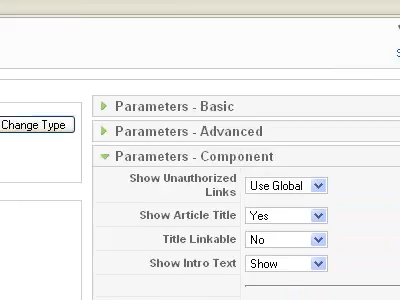 Change Type
Parameters - Basic
Parameters - Advanced
Parameters - Component
Show Unauthorized
Links
Use Global
Show Article Title
Yes
Title Linkable
No
Show Intro Text
Show